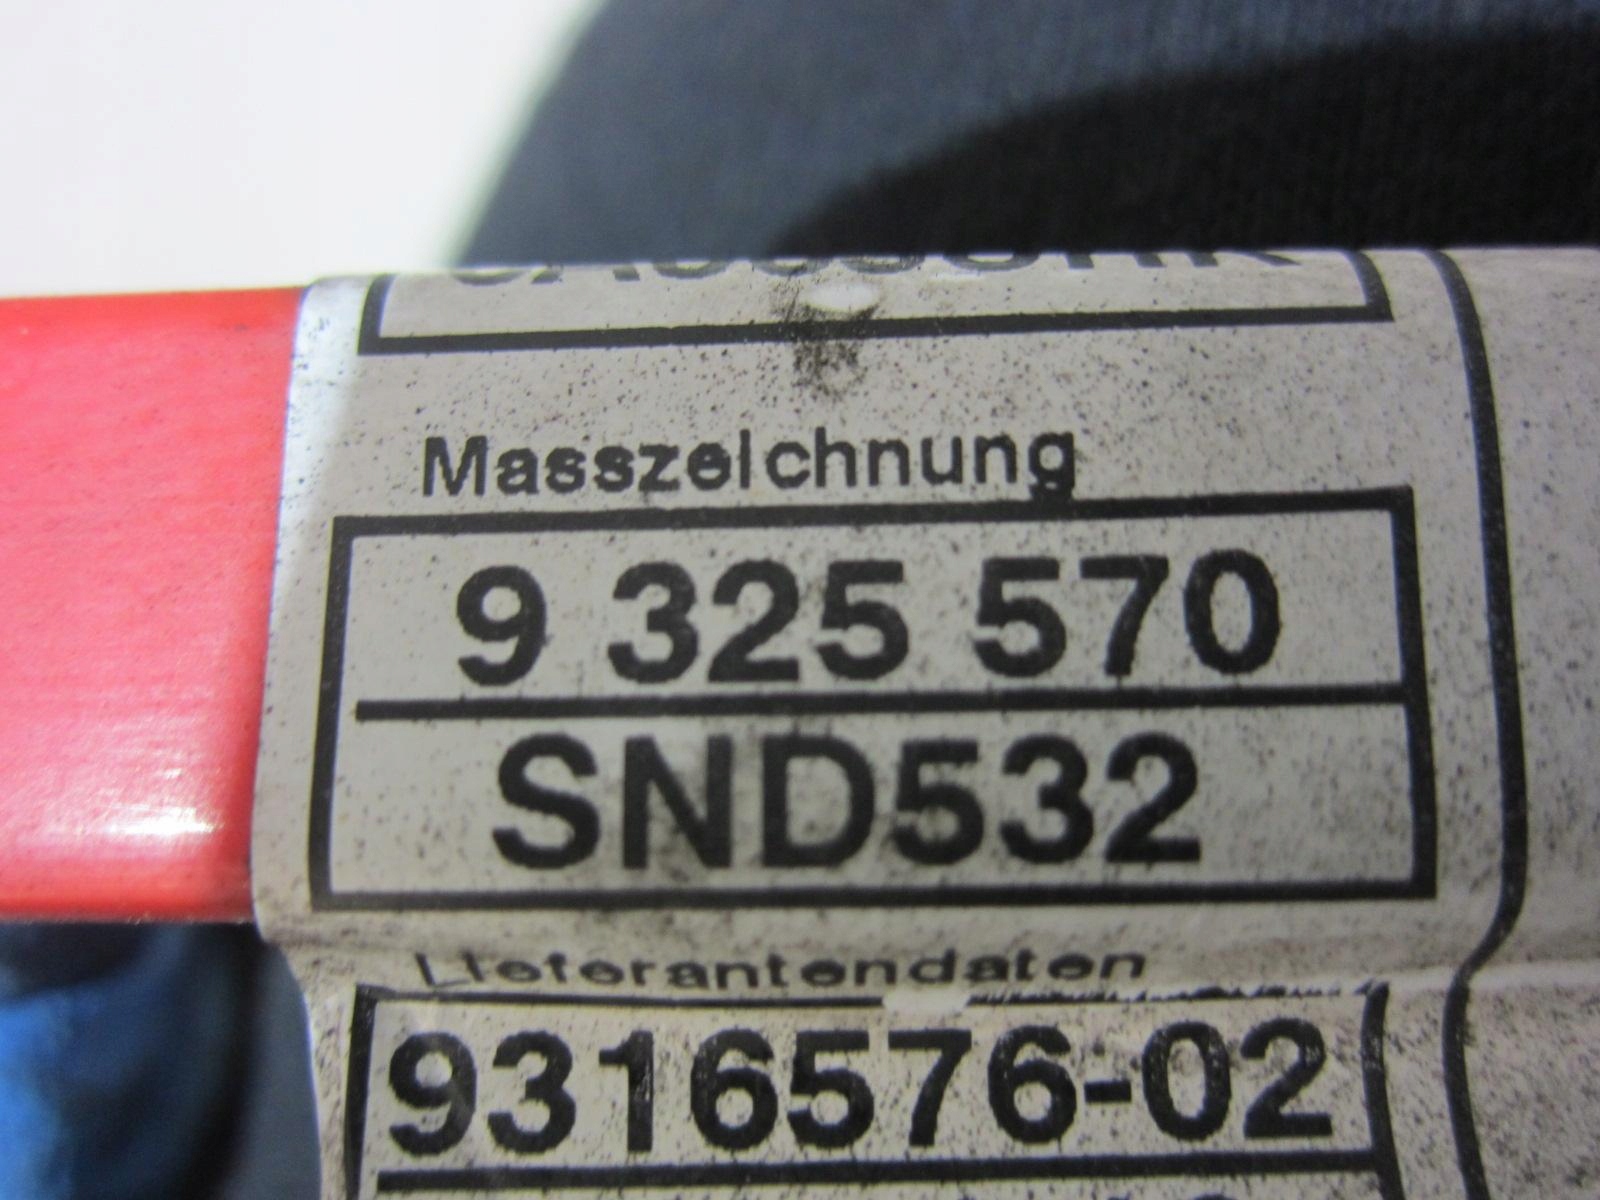 Masszeichnung
9 325 570
SND532
Lieferantendaten
9316576-02